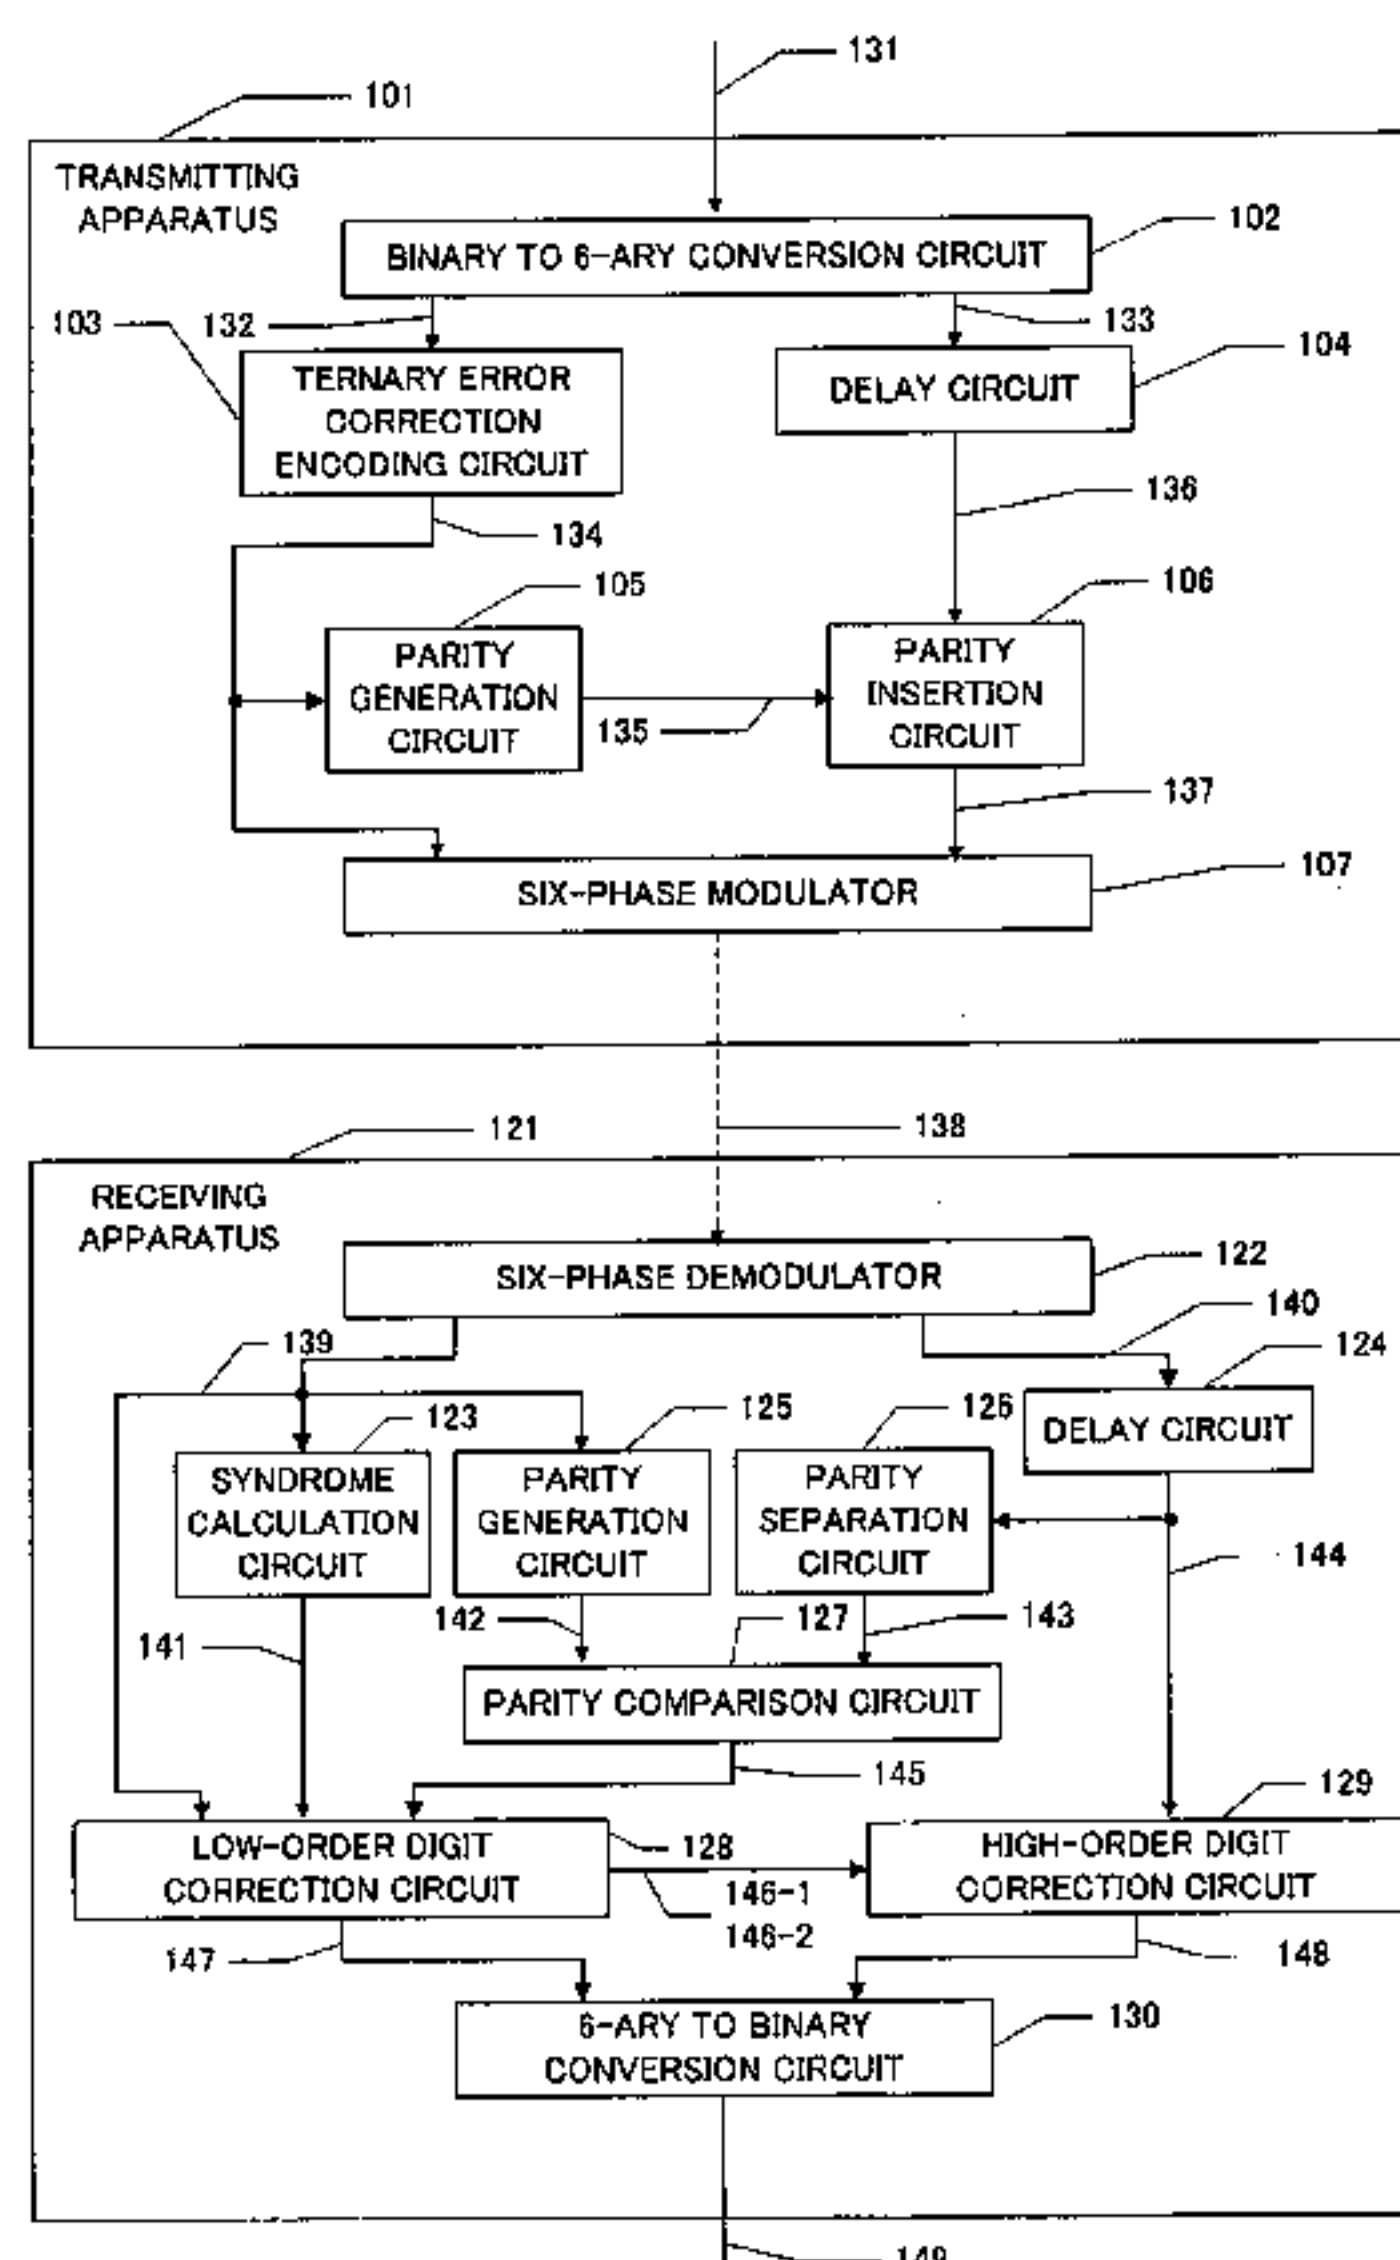 131
101
TRANSMITTING
APPARATUS
102
BINARY TO 6-ARY CONVERSION CIRCUIT
103
132
133
104
TERNARY ERROR
CORRECTION
ENCODING CIRCUIT
DELAY CIRCUIT
136
134
105
106
PARITY
GENERATION
CIRCUIT
135
PARITY
INSERTION
CIRCUIT
137
107
SIX-PHASE MODULATOR
138
121
RECEIVING
APPARATUS
122
SIX-PHASE DEMODULATOR
140
139
124
123
125
126
DELAY CIRCUIT
SYNDROME
CALCULATION
CIRCUIT
PARITY
GENERATION
CIRCUIT
PARITY
SEPARATION
CIRCUIT
144
142
127
143
141
PARITY COMPARISON CIRCUIT
145
129
LOW-ORDER DIGIT
CORRECTION CIRCUIT
128
146-1
146-2
HIGH-ORDER DIGIT
CORRECTION CIRCUIT
147
148
6-ARY TO BINARY
CONVERSION CIRCUIT
130